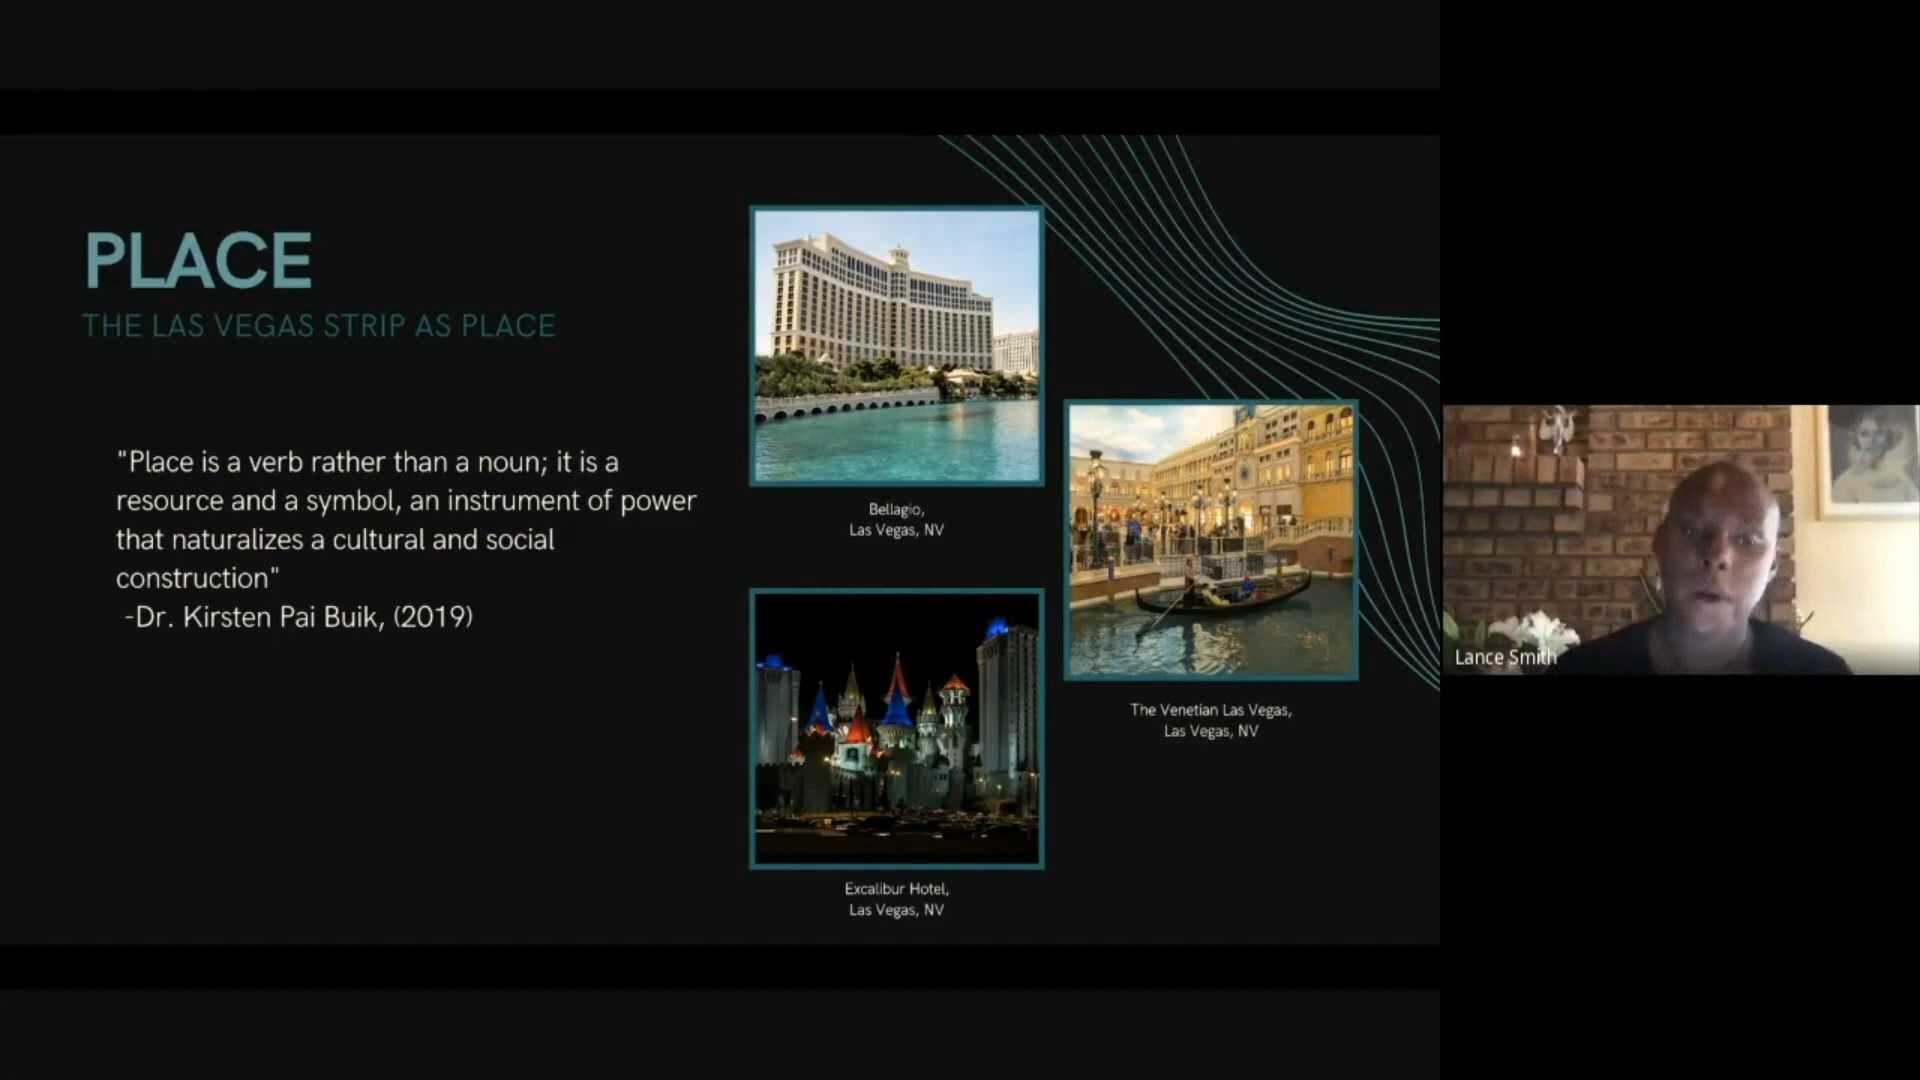 PLACE
THE LAS VEGAS STRIP AS PLACE
"Place is a verb rather than a noun; it is a
resource and a symbol, an instrument of power
that naturalizes a cultural and social
construction"
-Dr. Kirsten Pai Buik, (2019)
Bellagio,
Las Vegas, NV
The Venetian Las Vegas,
Las Vegas, NV
Excalibur Hotel,
Las Vegas, NV
Lance Smith